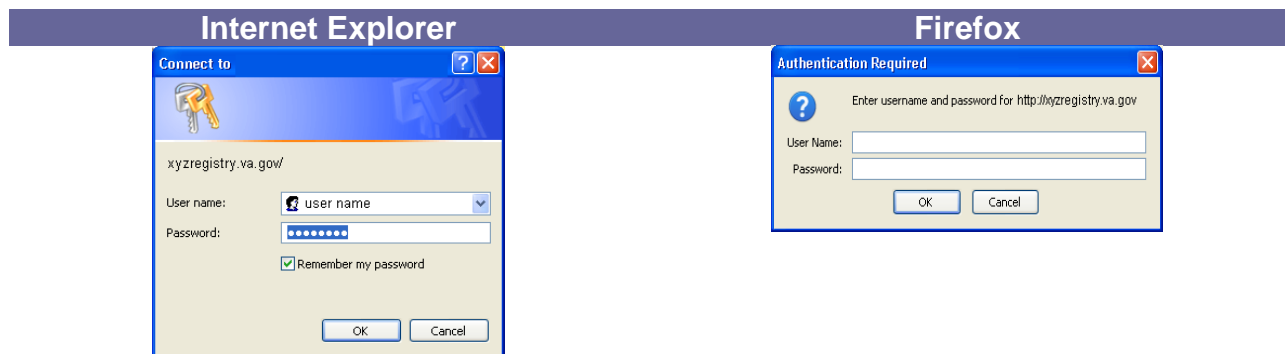 Internet Explorer
Firefox
Connect to
xyzregistry.va.gov/
User name:
user name
Password:
Remember my password
OK
Cancel
Authentication Required
Enter username and password for http://xyzregistry.va.gov
User Name:
Password:
OK
Cancel